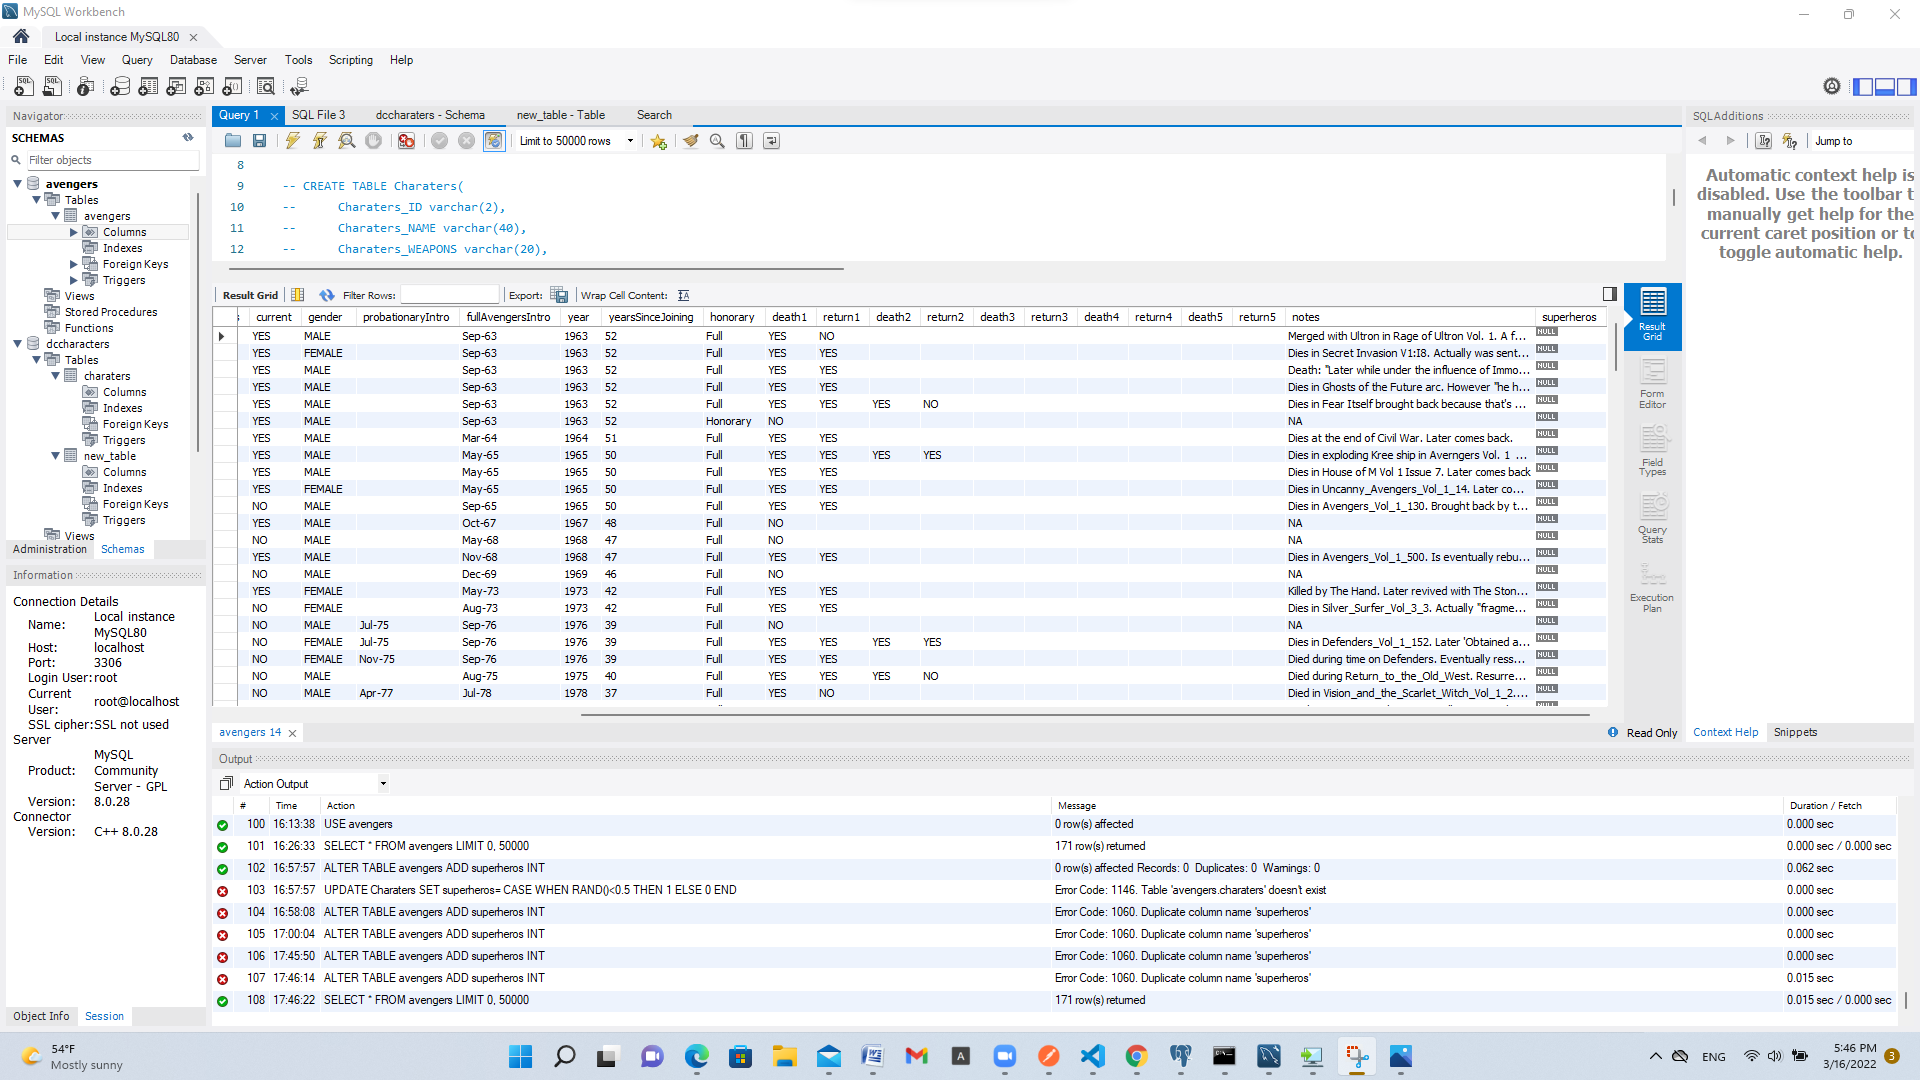 MySQL Workbench
Local instance MySQL80
File Edit View Query Database Server Tools Scripting Help
Navigator
SCHEMAS
Filter objects
avengers
Tables
avengers
Columns
Indexes
Foreign Keys
Triggers
Views
Stored Procedures
Functions
dccharacters
Tables
charaters
Columns
Indexes
Foreign Keys
Triggers
new_table
Columns
Indexes
Foreign Keys
Triggers
Views
Administration Schemas
Information
Connection Details
Name: Local instance MySQL80
Host: localhost
Port: 3306
Login User: root
Current User: root@localhost
SSL cipher: SSL not used
Server
Product: MySQL Community Server - GPL
Version: 8.0.28
Connector
Version: C++ 8.0.28
Object Info Session
Query 1 SQL File 3 dccharaters - Schema new_table - Table Search
Limit to 50000 rows
8
9 -- CREATE TABLE Charaters(
10 -- Charaters_ID varchar(2),
11 -- Charaters_NAME varchar(40),
12 -- Charaters_WEAPONS varchar(20),
Result Grid Filter Rows: Export: Wrap Cell Content:
current gender probationaryIntro fullAvengersIntro year yearsSinceJoining honorary death1 return1 death2 return2 death3 return3 death4 return4 death5 return5 notes superheros
YES MALE Sep-63 1963 52 Full YES NO Merged with Ultron in Rage of Ultron Vol. 1. A f... NULL
YES FEMALE Sep-63 1963 52 Full YES YES Dies in Secret Invasion V1:I8. Actually was sent... NULL
YES MALE Sep-63 1963 52 Full YES YES Death: "Later while under the influence of Immo... NULL
YES MALE Sep-63 1963 52 Full YES YES Dies in Ghosts of the Future arc. However "he h... NULL
YES MALE Sep-63 1963 52 Full YES YES YES NO Dies in Fear Itself brought back because that's ... NULL
YES MALE Sep-63 1963 52 Honorary NO NA NULL
YES MALE Mar-64 1964 51 Full YES YES Dies at the end of Civil War. Later comes back. NULL
YES MALE May-65 1965 50 Full YES YES YES YES Dies in exploding Kree ship in Averngers Vol. 1 ... NULL
YES MALE May-65 1965 50 Full YES YES Dies in House of M Vol 1 Issue 7. Later comes back NULL
YES FEMALE May-65 1965 50 Full YES YES Dies in Uncanny_Avengers_Vol_1_14. Later co... NULL
NO MALE Sep-65 1965 50 Full YES YES Dies in Avengers_Vol_1_130. Brought back by t... NULL
YES MALE Oct-67 1967 48 Full NO NA NULL
NO MALE May-68 1968 47 Full NO NA NULL
YES MALE Nov-68 1968 47 Full YES YES Dies in Avengers_Vol_1_500. Is eventually rebu... NULL
NO MALE Dec-69 1969 46 Full NO NA NULL
YES FEMALE May-73 1973 42 Full YES YES Killed by The Hand. Later revived with The Ston... NULL
NO FEMALE Aug-73 1973 42 Full YES YES Dies in Silver_Surfer_Vol_3_3. Actually "fragme... NULL
NO MALE Jul-75 Sep-76 1976 39 Full NO NA NULL
NO FEMALE Jul-75 Sep-76 1976 39 Full YES YES YES YES Dies in Defenders_Vol_1_152. Later 'Obtained a... NULL
NO FEMALE Nov-75 Sep-76 1976 39 Full YES YES Died during time on Defenders. Eventually ress... NULL
NO MALE Aug-75 1975 40 Full YES YES YES NO Died during Return_to_the_Old_West. Resurre... NULL
NO MALE Apr-77 Jul-78 1978 37 Full YES NO Died in Vision_and_the_Scarlet_Witch_Vol_1_2.... NULL
Result Grid
Form Editor
Field Types
Query Stats
Execution Plan
avengers 14 Read Only
SQLAdditions
Jump to
Automatic context help is
disabled. Use the toolbar t
manually get help for the
current caret position or to
toggle automatic help.
Context Help Snippets
Output
Action Output
# Time Action Message Duration / Fetch
100 16:13:38 USE avengers 0 row(s) affected 0.000 sec
101 16:26:33 SELECT * FROM avengers LIMIT 0, 50000 171 row(s) returned 0.000 sec / 0.000 sec
102 16:57:57 ALTER TABLE avengers ADD superheros INT 0 row(s) affected Records: 0 Duplicates: 0 Warnings: 0 0.062 sec
103 16:57:57 UPDATE Charaters SET superheros= CASE WHEN RAND()<0.5 THEN 1 ELSE 0 END Error Code: 1146. Table 'avengers.charaters' doesn't exist 0.000 sec
104 16:58:08 ALTER TABLE avengers ADD superheros INT Error Code: 1060. Duplicate column name 'superheros' 0.000 sec
105 17:00:04 ALTER TABLE avengers ADD superheros INT Error Code: 1060. Duplicate column name 'superheros' 0.000 sec
106 17:45:50 ALTER TABLE avengers ADD superheros INT Error Code: 1060. Duplicate column name 'superheros' 0.000 sec
107 17:46:14 ALTER TABLE avengers ADD superheros INT Error Code: 1060. Duplicate column name 'superheros' 0.015 sec
108 17:46:22 SELECT * FROM avengers LIMIT 0, 50000 171 row(s) returned 0.015 sec / 0.000 sec
54°F
Mostly sunny
ENG
5:46 PM
3/16/2022
3